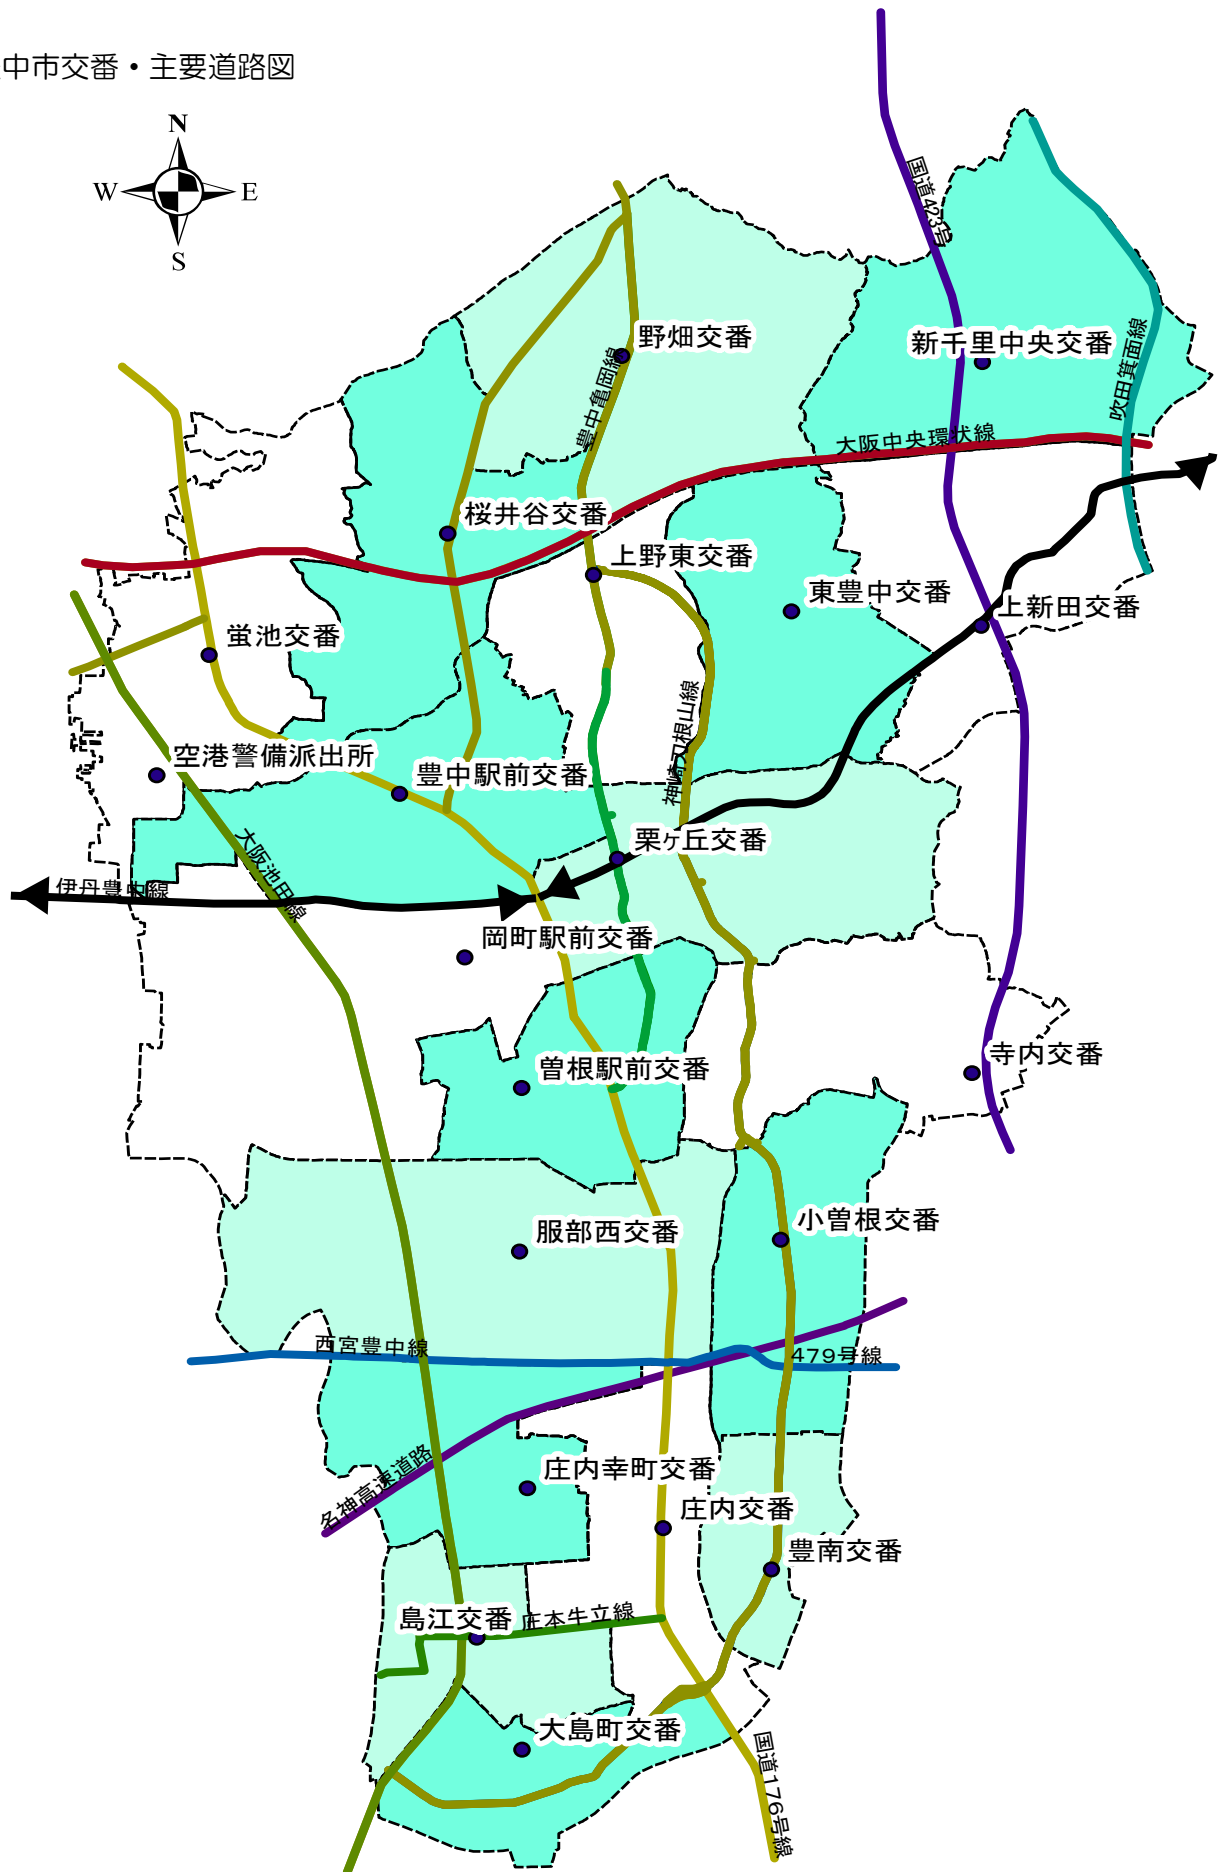 中市交番・主要道路図
N
W
E
S
国道423号
野畑交番
新千里中央交番
吹田箕面線
豊中亀岡線
大阪中央環状線
桜井谷交番
上野東交番
東豊中交番
上新田交番
蛍池交番
神崎刀根山線
空港警備派出所
豊中駅前交番
栗ヶ丘交番
大阪池田線
伊丹豊中線
岡町駅前交番
寺内交番
曽根駅前交番
小曽根交番
服部西交番
西宮豊中線
479号線
名神高速道路
庄内幸町交番
庄内交番
豊南交番
島江交番
庄本牛立線
大島町交番
国道176号線